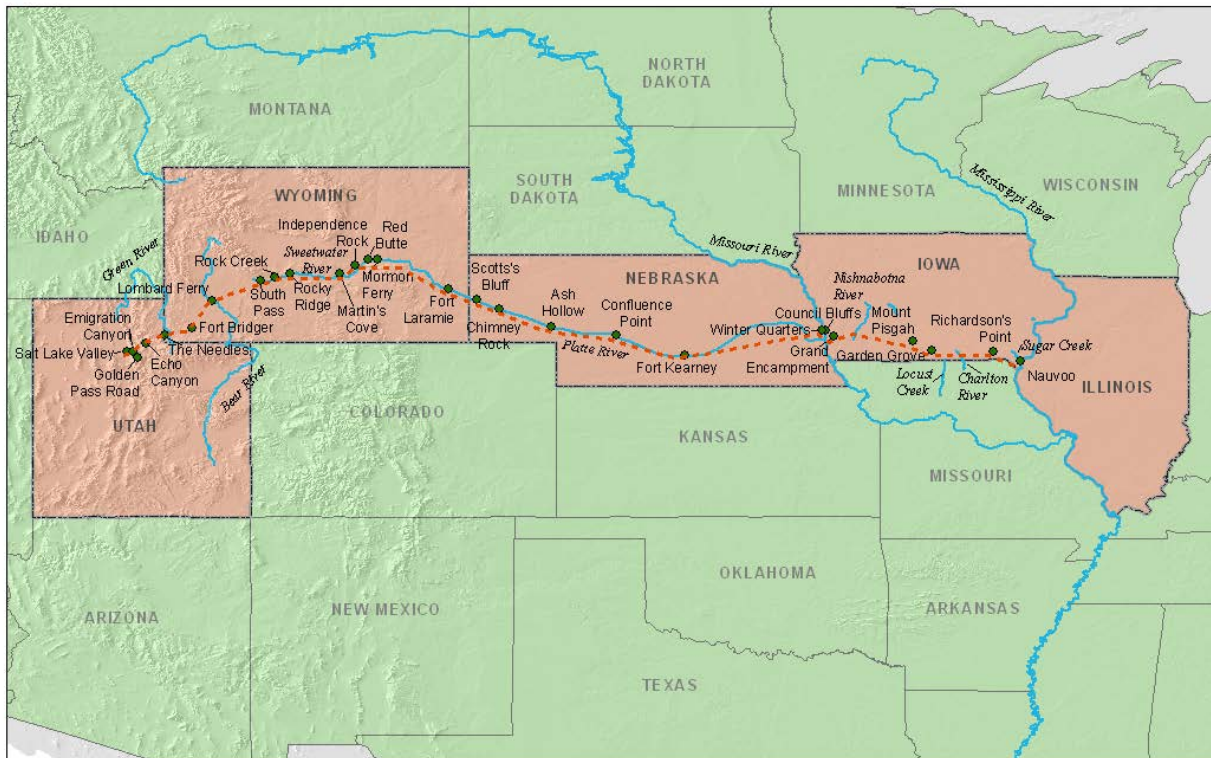 NORTH
DAKOTA
MONTANA
SOUTH
DAKOTA
MINNESOTA
Mississippi River
WISCONSIN
WYOMING
IDAHO
Green River
Independence
Rock
Red
Butte
Sweetwater
River
Rock Creek
Lombard Ferry
South
Pass
Rocky
Ridge
Martin's
Cove
Mormon
Ferry
Fort
Laramie
Scotts's
Bluff
Chimney
Rock
NEBRASKA
Missouri River
Ash
Hollow
Confluence
Point
Platte River
Fort Kearney
Winter Quarters
Council Bluffs
Grand
Encampment
IOWA
Nishnabotna
River
Mount
Pisgah
Garden Grove
Richardson's
Point
Sugar Creek
Nauvoo
Locust
Creek
Charlton
River
ILLINOIS
Emigration
Canyon
Salt Lake Valley
Golden
Pass Road
Echo
Canyon
The Needles
Fort Bridger
Bear River
UTAH
COLORADO
KANSAS
MISSOURI
ARIZONA
NEW MEXICO
OKLAHOMA
ARKANSAS
TEXAS